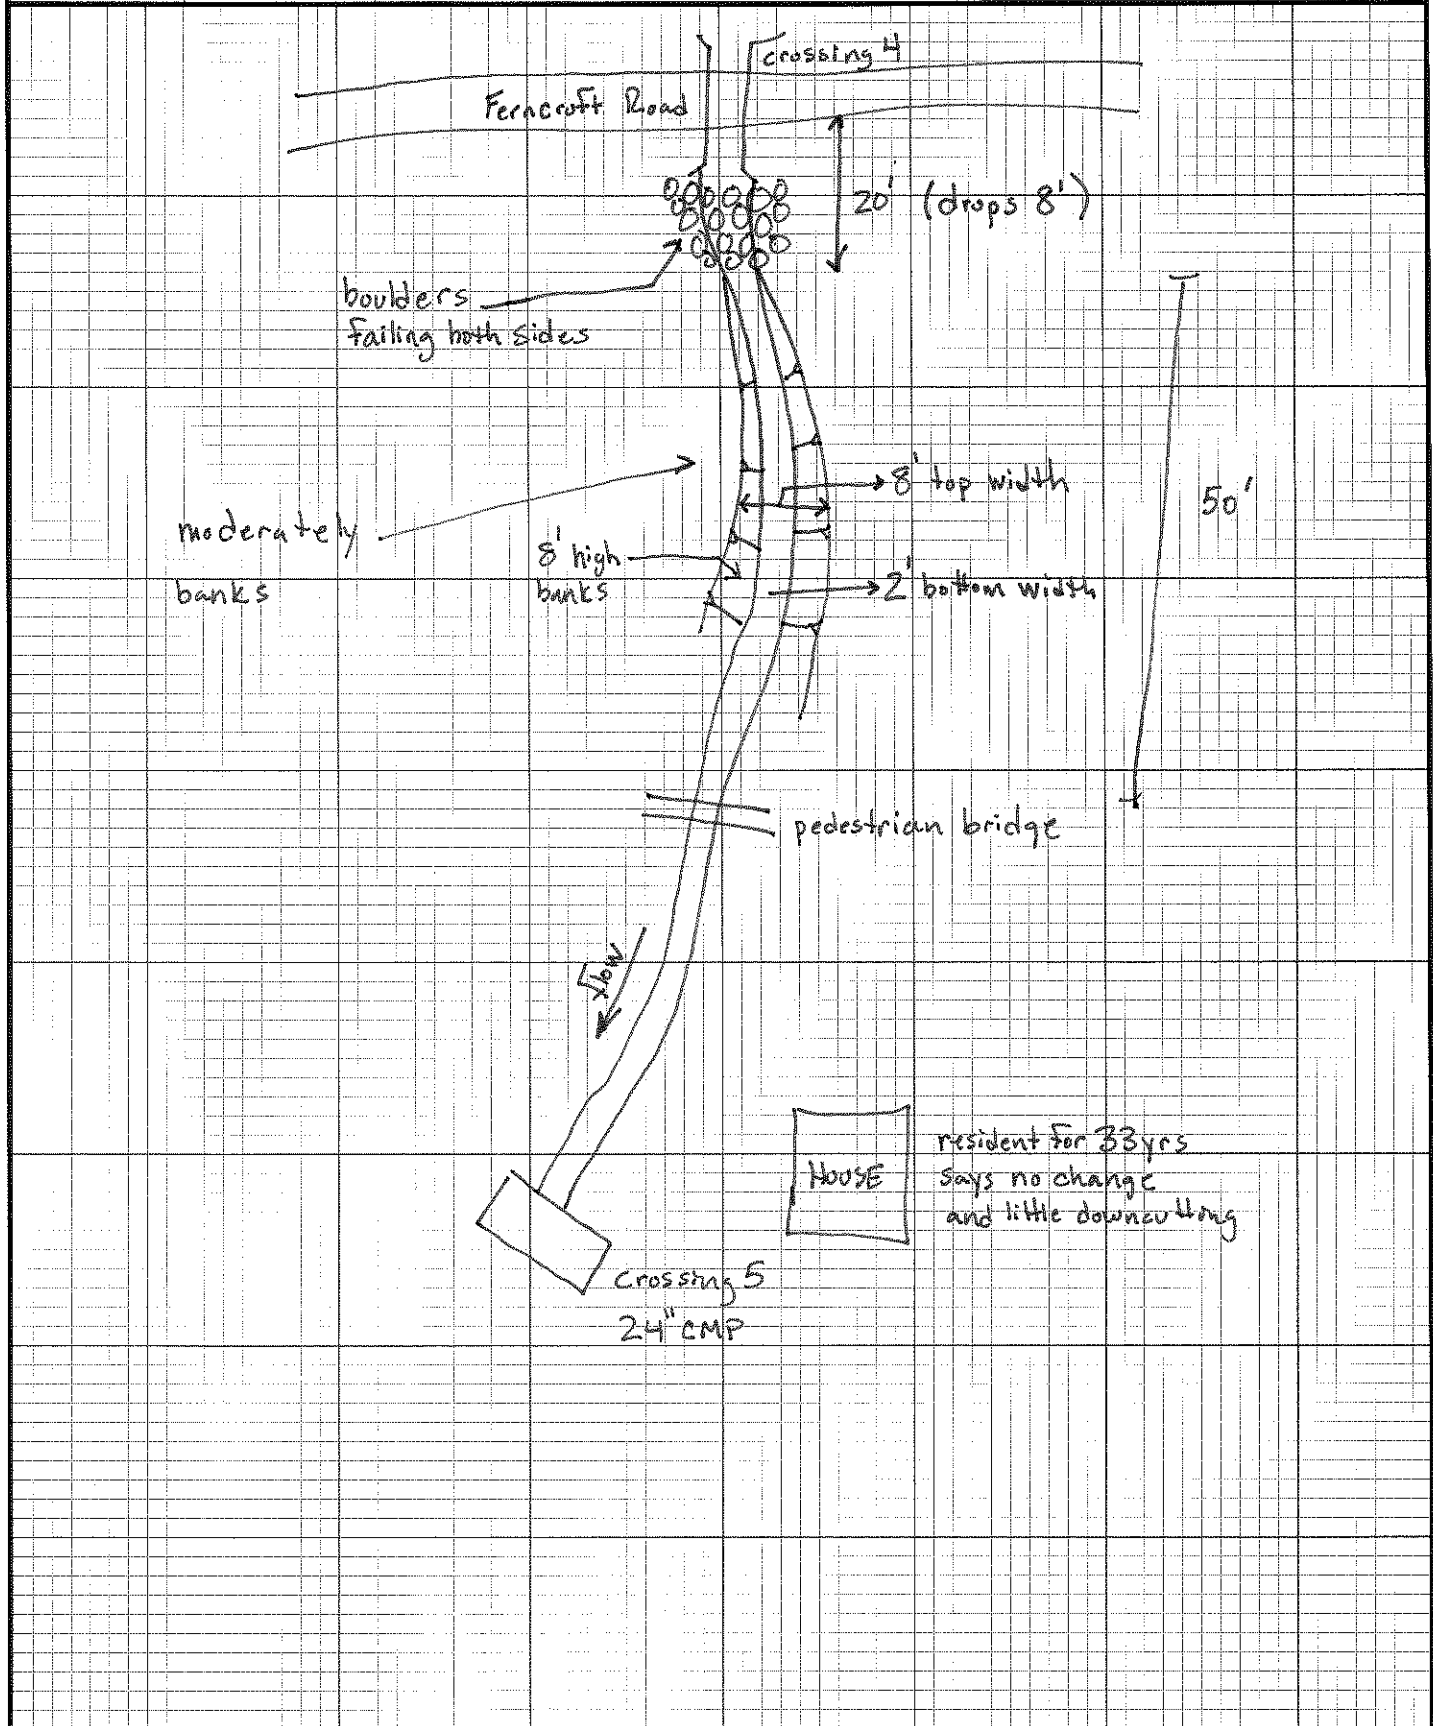 crossing 4
Ferncroft Road
20' (drops 8')
boulders
failing both sides
8' top width
50'
moderately
banks
8' high
banks
2' bottom width
pedestrian bridge
flow
HOUSE
resident for 33yrs
says no change
and little downcutting
crossing 5
24" CMP